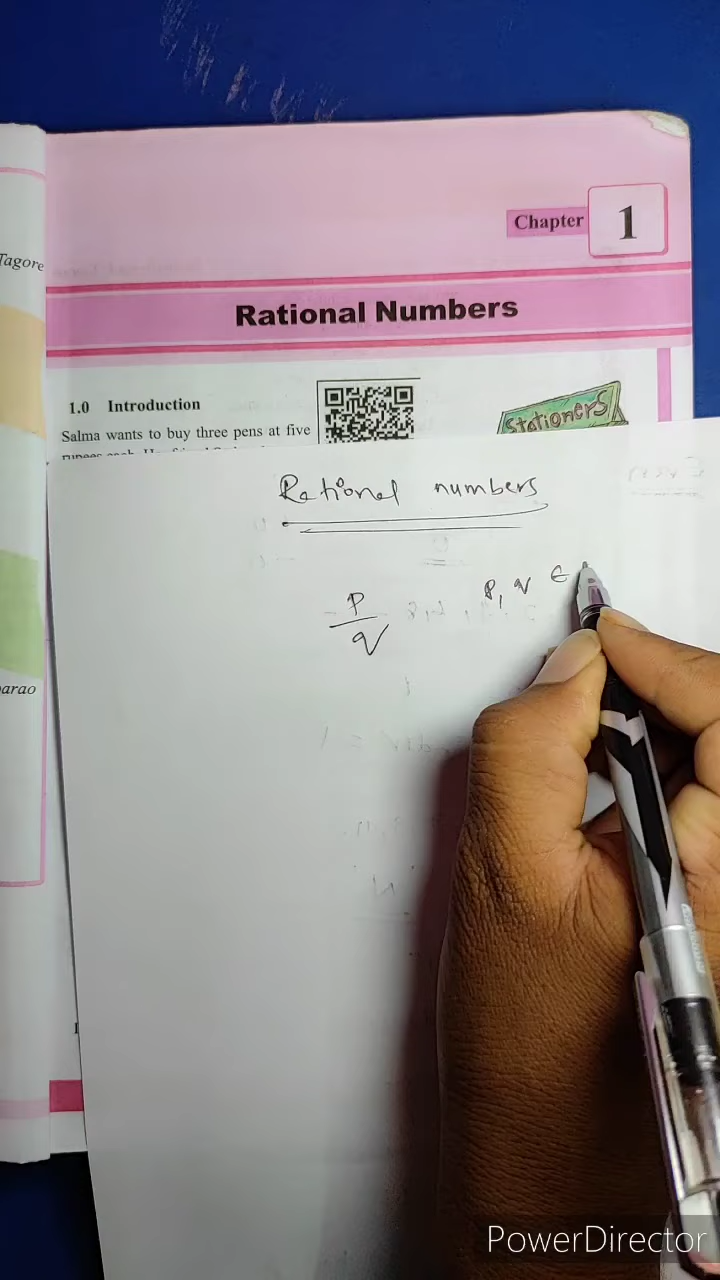 Tagore
Chapter 1
Rational Numbers
1.0 Introduction
Salma wants to buy three pens at five
Stationers
Rational numbers
p/q p, q ∈
arao
PowerDirector